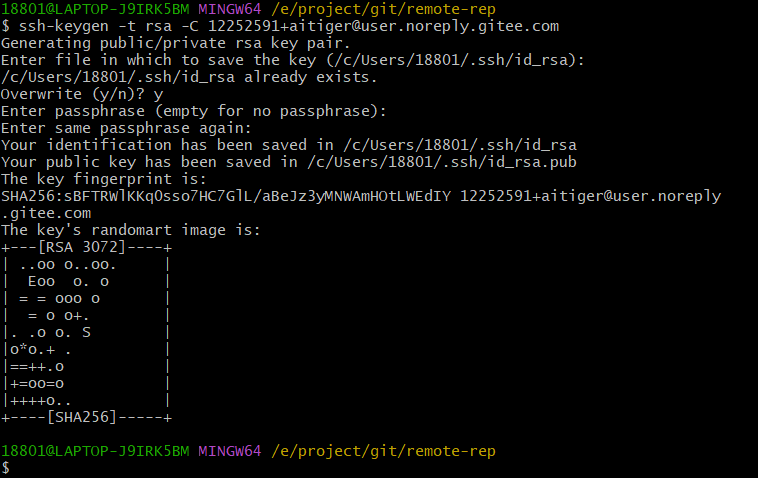 18801@LAPTOP-J9IRK5BM MINGW64 /e/project/git/remote-rep
$ ssh-keygen -t rsa -C 12252591+aitiger@user.noreply.gitee.com
Generating public/private rsa key pair.
Enter file in which to save the key (/c/Users/18801/.ssh/id_rsa):
/c/Users/18801/.ssh/id_rsa already exists.
Overwrite (y/n)? y
Enter passphrase (empty for no passphrase):
Enter same passphrase again:
Your identification has been saved in /c/Users/18801/.ssh/id_rsa
Your public key has been saved in /c/Users/18801/.ssh/id_rsa.pub
The key fingerprint is:
SHA256:sBFTRWlKKqOsso7HC7GlL/aBeJz3yMNWAmHOtLWEdIY 12252591+aitiger@user.noreply
.gitee.com
The key's randomart image is:
+---[RSA 3072]----+
| ..oo o..oo.     |
|  Eoo  o. o      |
| = = ooo o       |
|  = o o+.        |
|. .o o. S        |
|o*o.+ .          |
|==++.o           |
|+=oo=o           |
|++++o..          |
+----[SHA256]-----+
18801@LAPTOP-J9IRK5BM MINGW64 /e/project/git/remote-rep
$